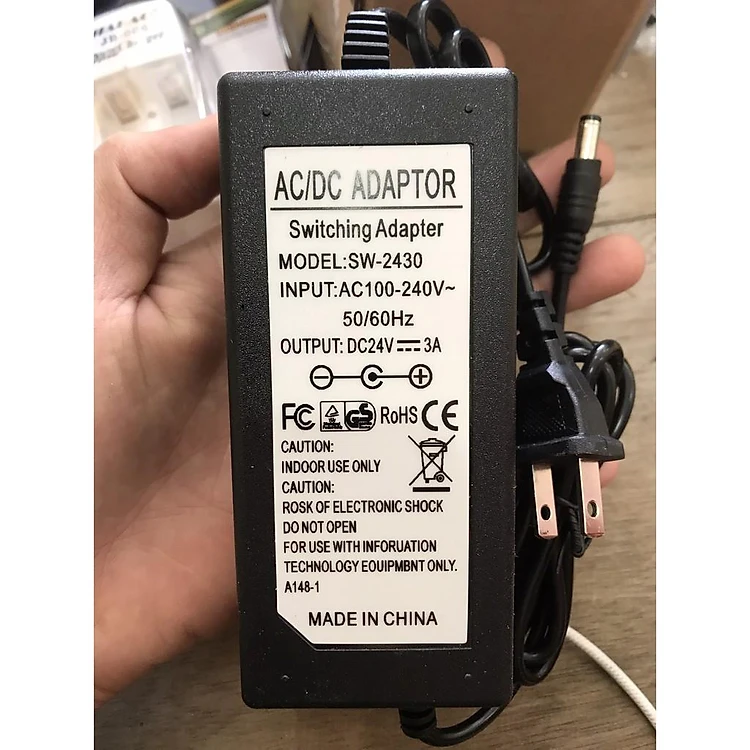 AC/DC ADAPTOR
Switching Adapter
MODEL:SW-2430
INPUT:AC100-240V~
50/60Hz
OUTPUT: DC24V⎓3A
FC GS RoHS CE
CAUTION:
INDOOR USE ONLY
CAUTION:
ROSK OF ELECTRONIC SHOCK
DO NOT OPEN
FOR USE WITH INFORUATION
TECHNOLOGY EQUIPMBNT ONLY.
A148-1
MADE IN CHINA